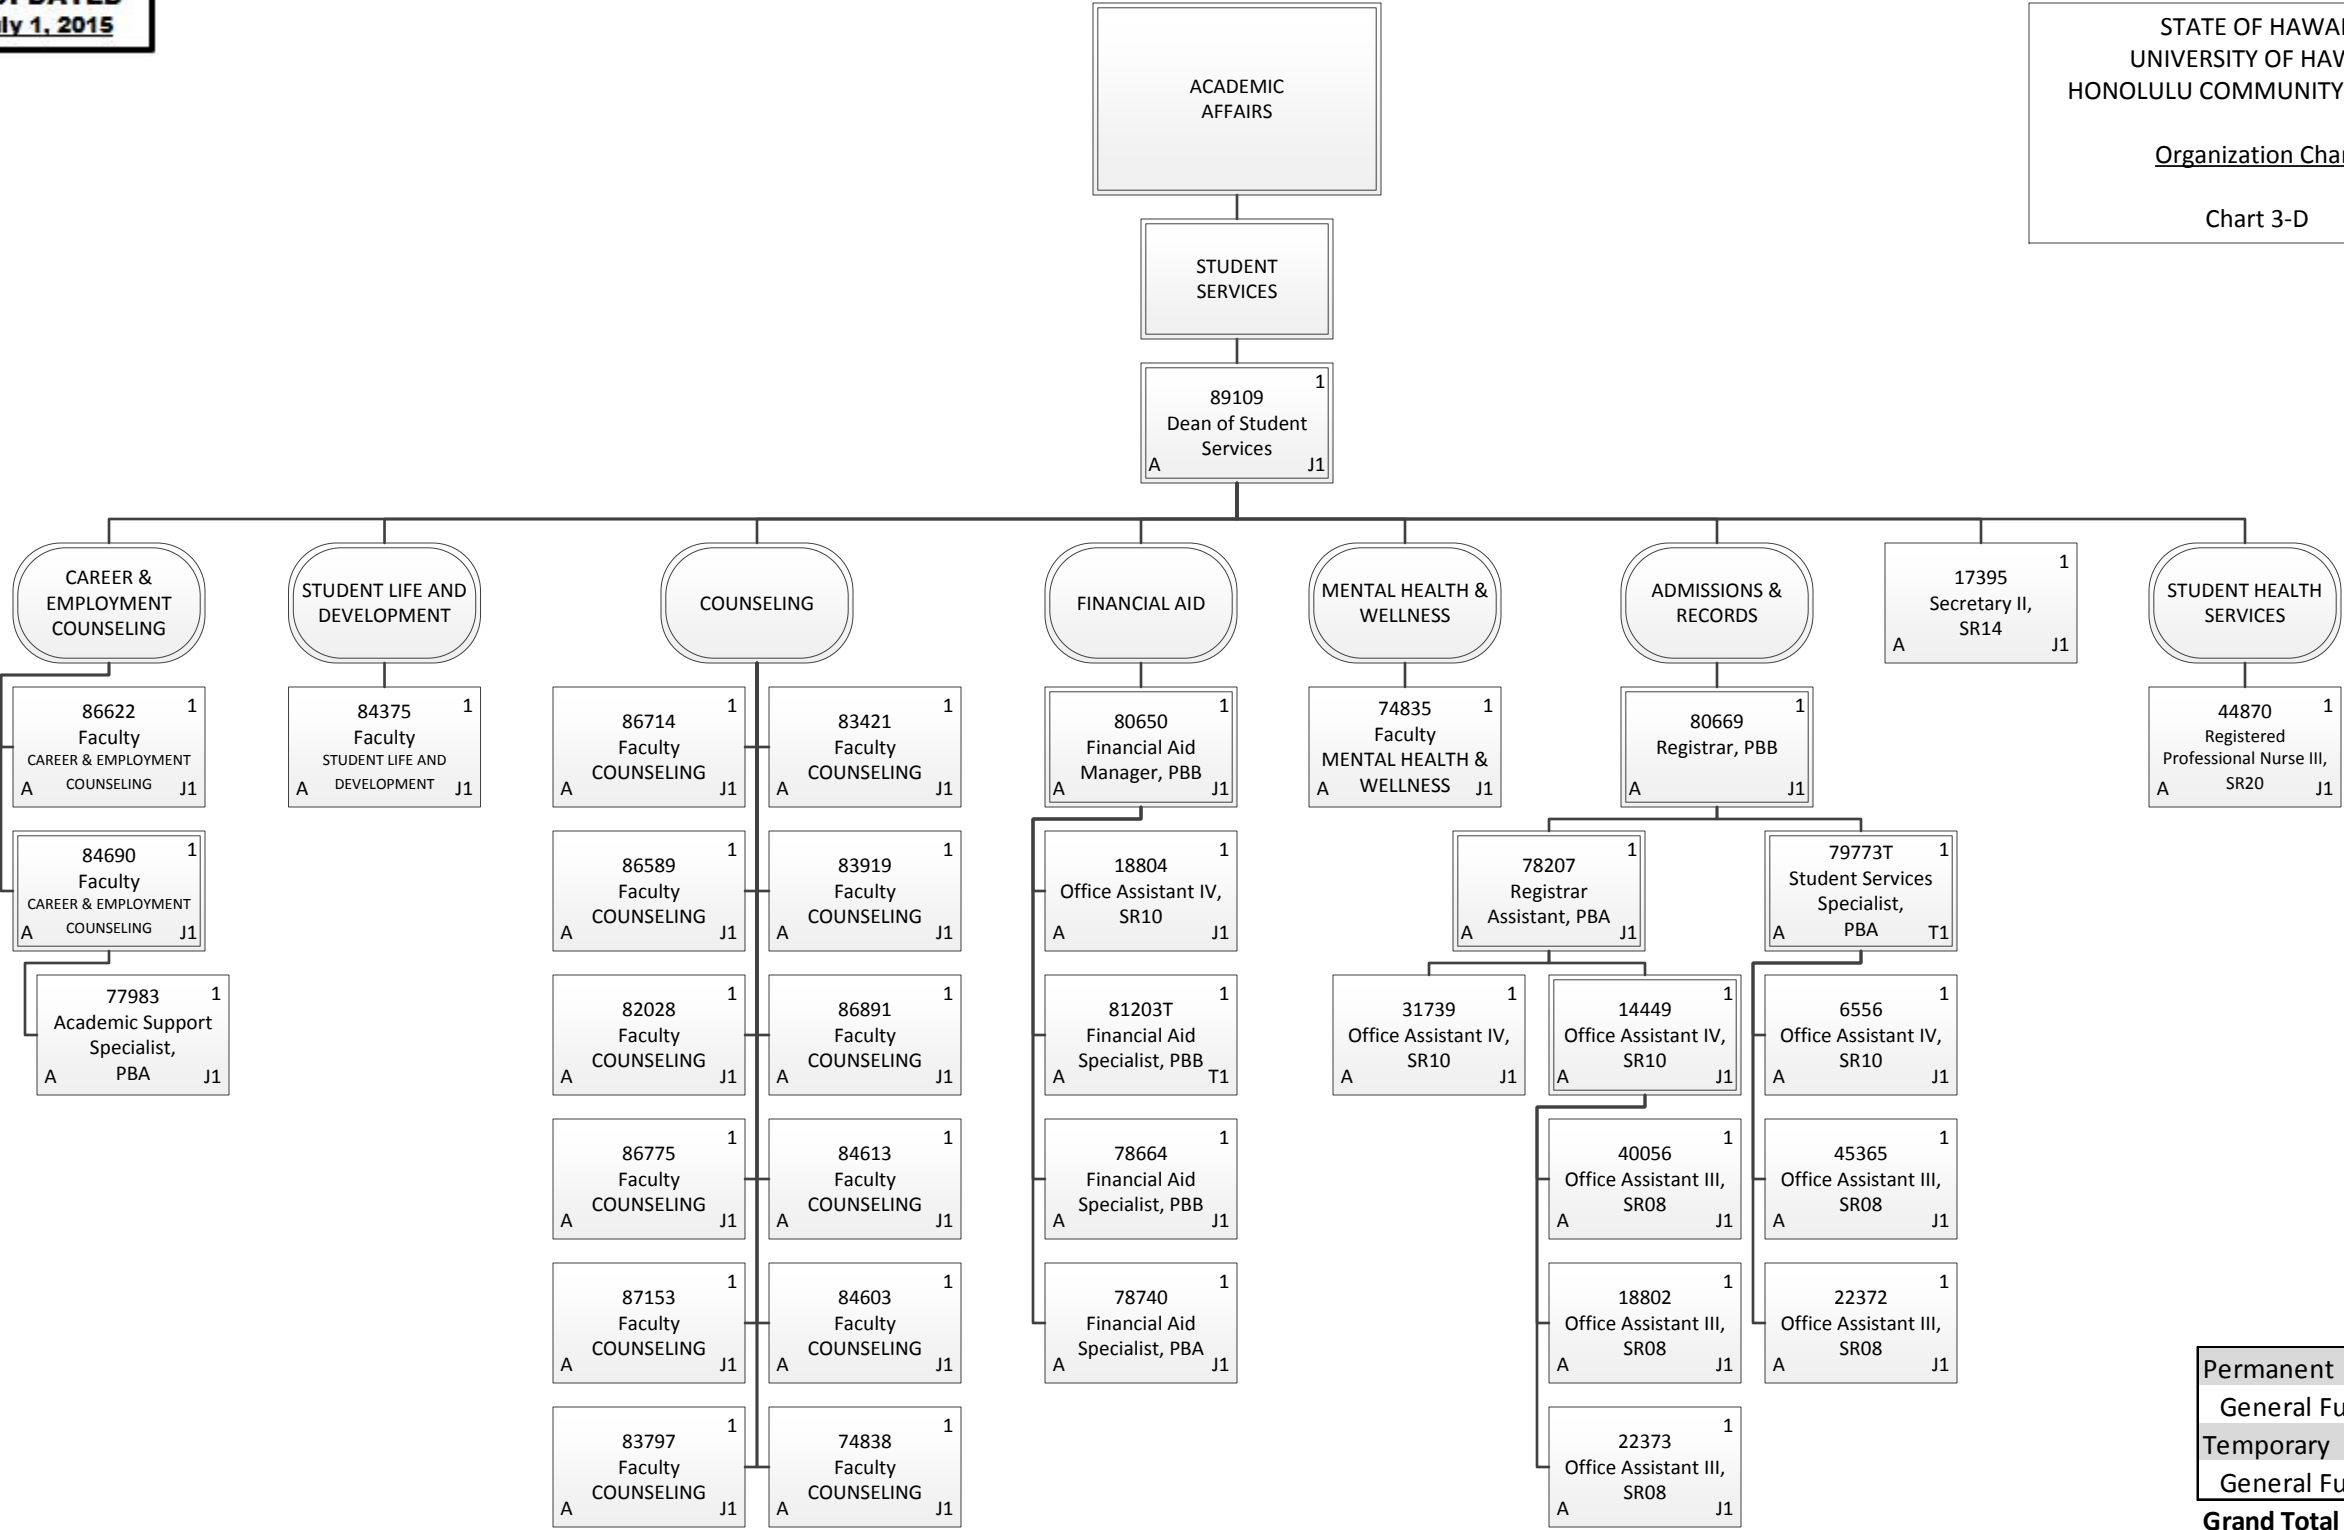 ly 1, 2015
STATE OF HAWAI
UNIVERSITY OF HAW
HONOLULU COMMUNITY
Organization Char
Chart 3-D
ACADEMIC
AFFAIRS
STUDENT
SERVICES
1
89109
Dean of Student
Services
A J1
CAREER &
EMPLOYMENT
COUNSELING
86622 1
Faculty
CAREER & EMPLOYMENT
COUNSELING
A J1
84690 1
Faculty
CAREER & EMPLOYMENT
COUNSELING
A J1
77983 1
Academic Support
Specialist,
PBA
A J1
STUDENT LIFE AND
DEVELOPMENT
84375 1
Faculty
STUDENT LIFE AND
DEVELOPMENT
A J1
COUNSELING
86714 1
Faculty
COUNSELING
A J1
83421 1
Faculty
COUNSELING
A J1
86589 1
Faculty
COUNSELING
A J1
83919 1
Faculty
COUNSELING
A J1
82028 1
Faculty
COUNSELING
A J1
86891 1
Faculty
COUNSELING
A J1
86775 1
Faculty
COUNSELING
A J1
84613 1
Faculty
COUNSELING
A J1
87153 1
Faculty
COUNSELING
A J1
84603 1
Faculty
COUNSELING
A J1
83797 1
Faculty
COUNSELING
A J1
74838 1
Faculty
COUNSELING
A J1
FINANCIAL AID
80650 1
Financial Aid
Manager, PBB
A J1
18804 1
Office Assistant IV,
SR10
A J1
81203T 1
Financial Aid
Specialist, PBB
A T1
78664 1
Financial Aid
Specialist, PBB
A J1
78740 1
Financial Aid
Specialist, PBA
A J1
MENTAL HEALTH &
WELLNESS
74835 1
Faculty
MENTAL HEALTH &
WELLNESS
A J1
ADMISSIONS &
RECORDS
80669 1
Registrar, PBB
A J1
78207 1
Registrar
Assistant, PBA
A J1
31739 1
Office Assistant IV,
SR10
A J1
14449 1
Office Assistant IV,
SR10
A J1
40056 1
Office Assistant III,
SR08
A J1
18802 1
Office Assistant III,
SR08
A J1
22373 1
Office Assistant III,
SR08
A J1
79773T 1
Student Services
Specialist,
PBA
A T1
6556 1
Office Assistant IV,
SR10
A J1
45365 1
Office Assistant III,
SR08
A J1
22372 1
Office Assistant III,
SR08
A J1
17395 1
Secretary II,
SR14
A J1
STUDENT HEALTH
SERVICES
44870 1
Registered
Professional Nurse III,
SR20
A J1
Permanent
General Fu
Temporary
General Fu
Grand Total